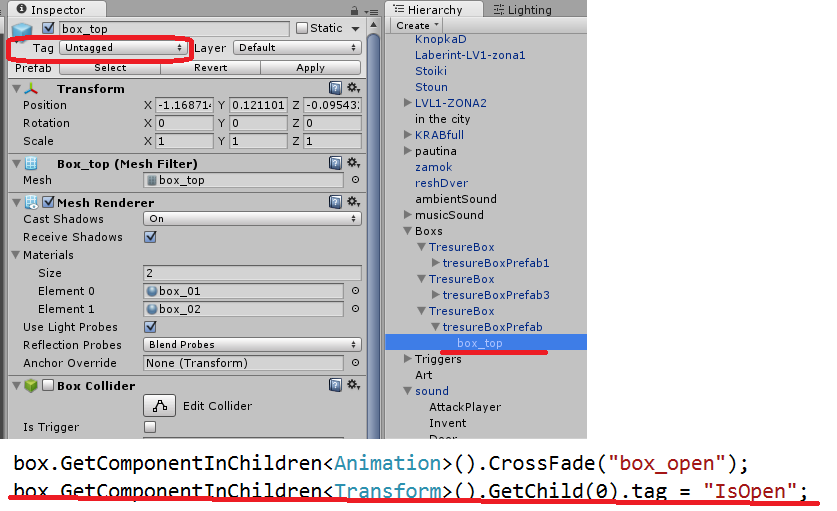 Inspector
box_top
Static
Tag Untagged Layer Default
Prefab Select Revert Apply
Transform
Position X -1.168714 Y 0.121101 Z -0.095432
Rotation X 0 Y 0 Z 0
Scale X 1 Y 1 Z 1
Box_top (Mesh Filter)
Mesh box_top
Mesh Renderer
Cast Shadows On
Receive Shadows
Materials
Size 2
Element 0 box_01
Element 1 box_02
Use Light Probes
Reflection Probes Blend Probes
Anchor Override None (Transform)
Box Collider
Edit Collider
Is Trigger
Hierarchy Lighting
Create
KnopkaD
Laberint-LV1-zona1
Stoiki
Stoun
LVL1-ZONA2
in the city
KRABfull
pautina
zamok
reshDver
ambientSound
musicSound
Boxs
TresureBox
tresureBoxPrefab1
TresureBox
tresureBoxPrefab3
TresureBox
tresureBoxPrefab
box_top
Triggers
Art
sound
AttackPlayer
Invent
box.GetComponentInChildren<Animation>().CrossFade("box_open");
box.GetComponentInChildren<Transform>().GetChild(0).tag = "IsOpen";